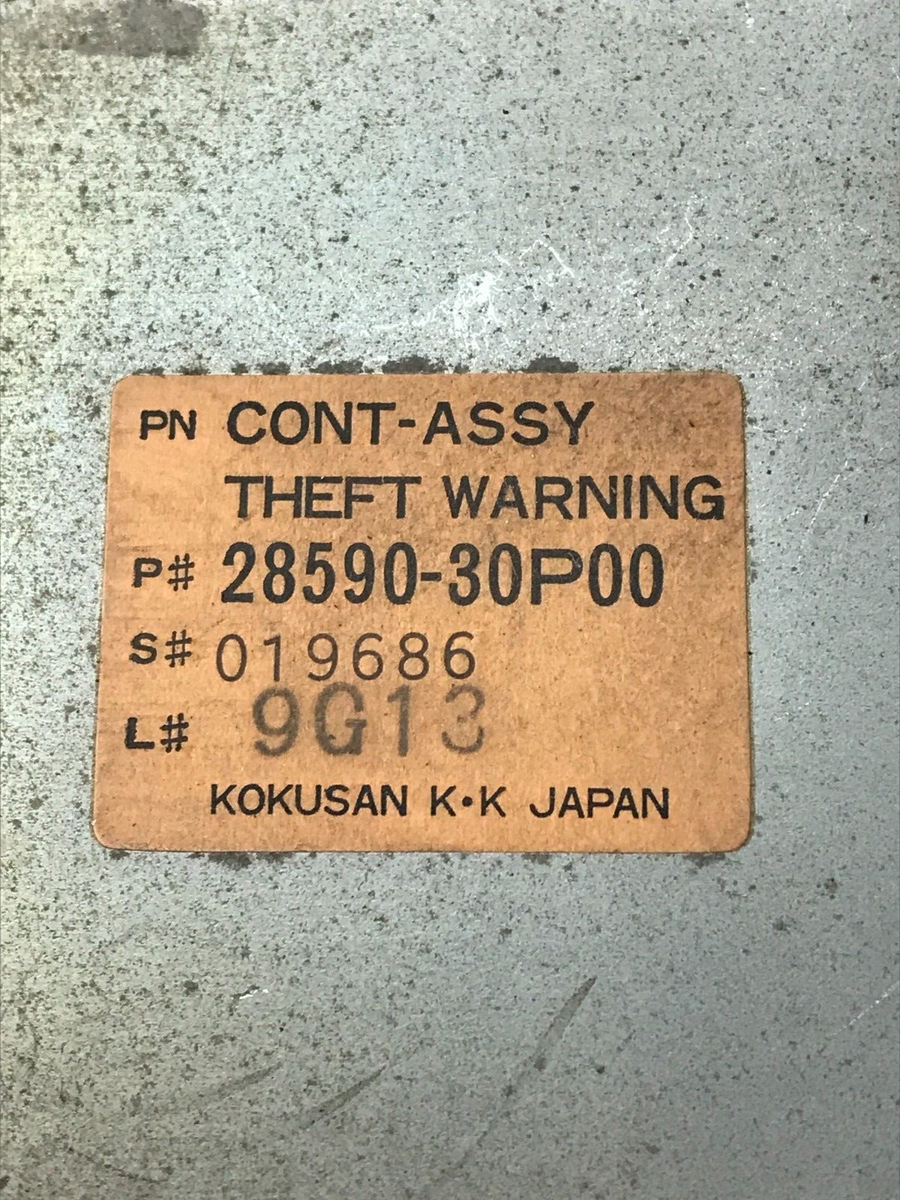 PN CONT-ASSY
THEFT WARNING
P# 28590-30P00
S# 019686
L# 9G13
KOKUSAN K•K JAPAN